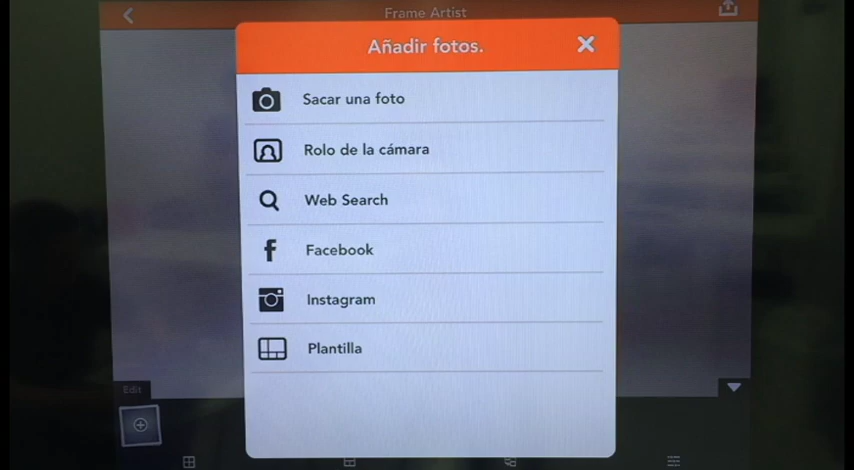 Frame Artist
Añadir fotos.
Sacar una foto
Rolo de la cámara
Web Search
Facebook
Instagram
Plantilla
Edit